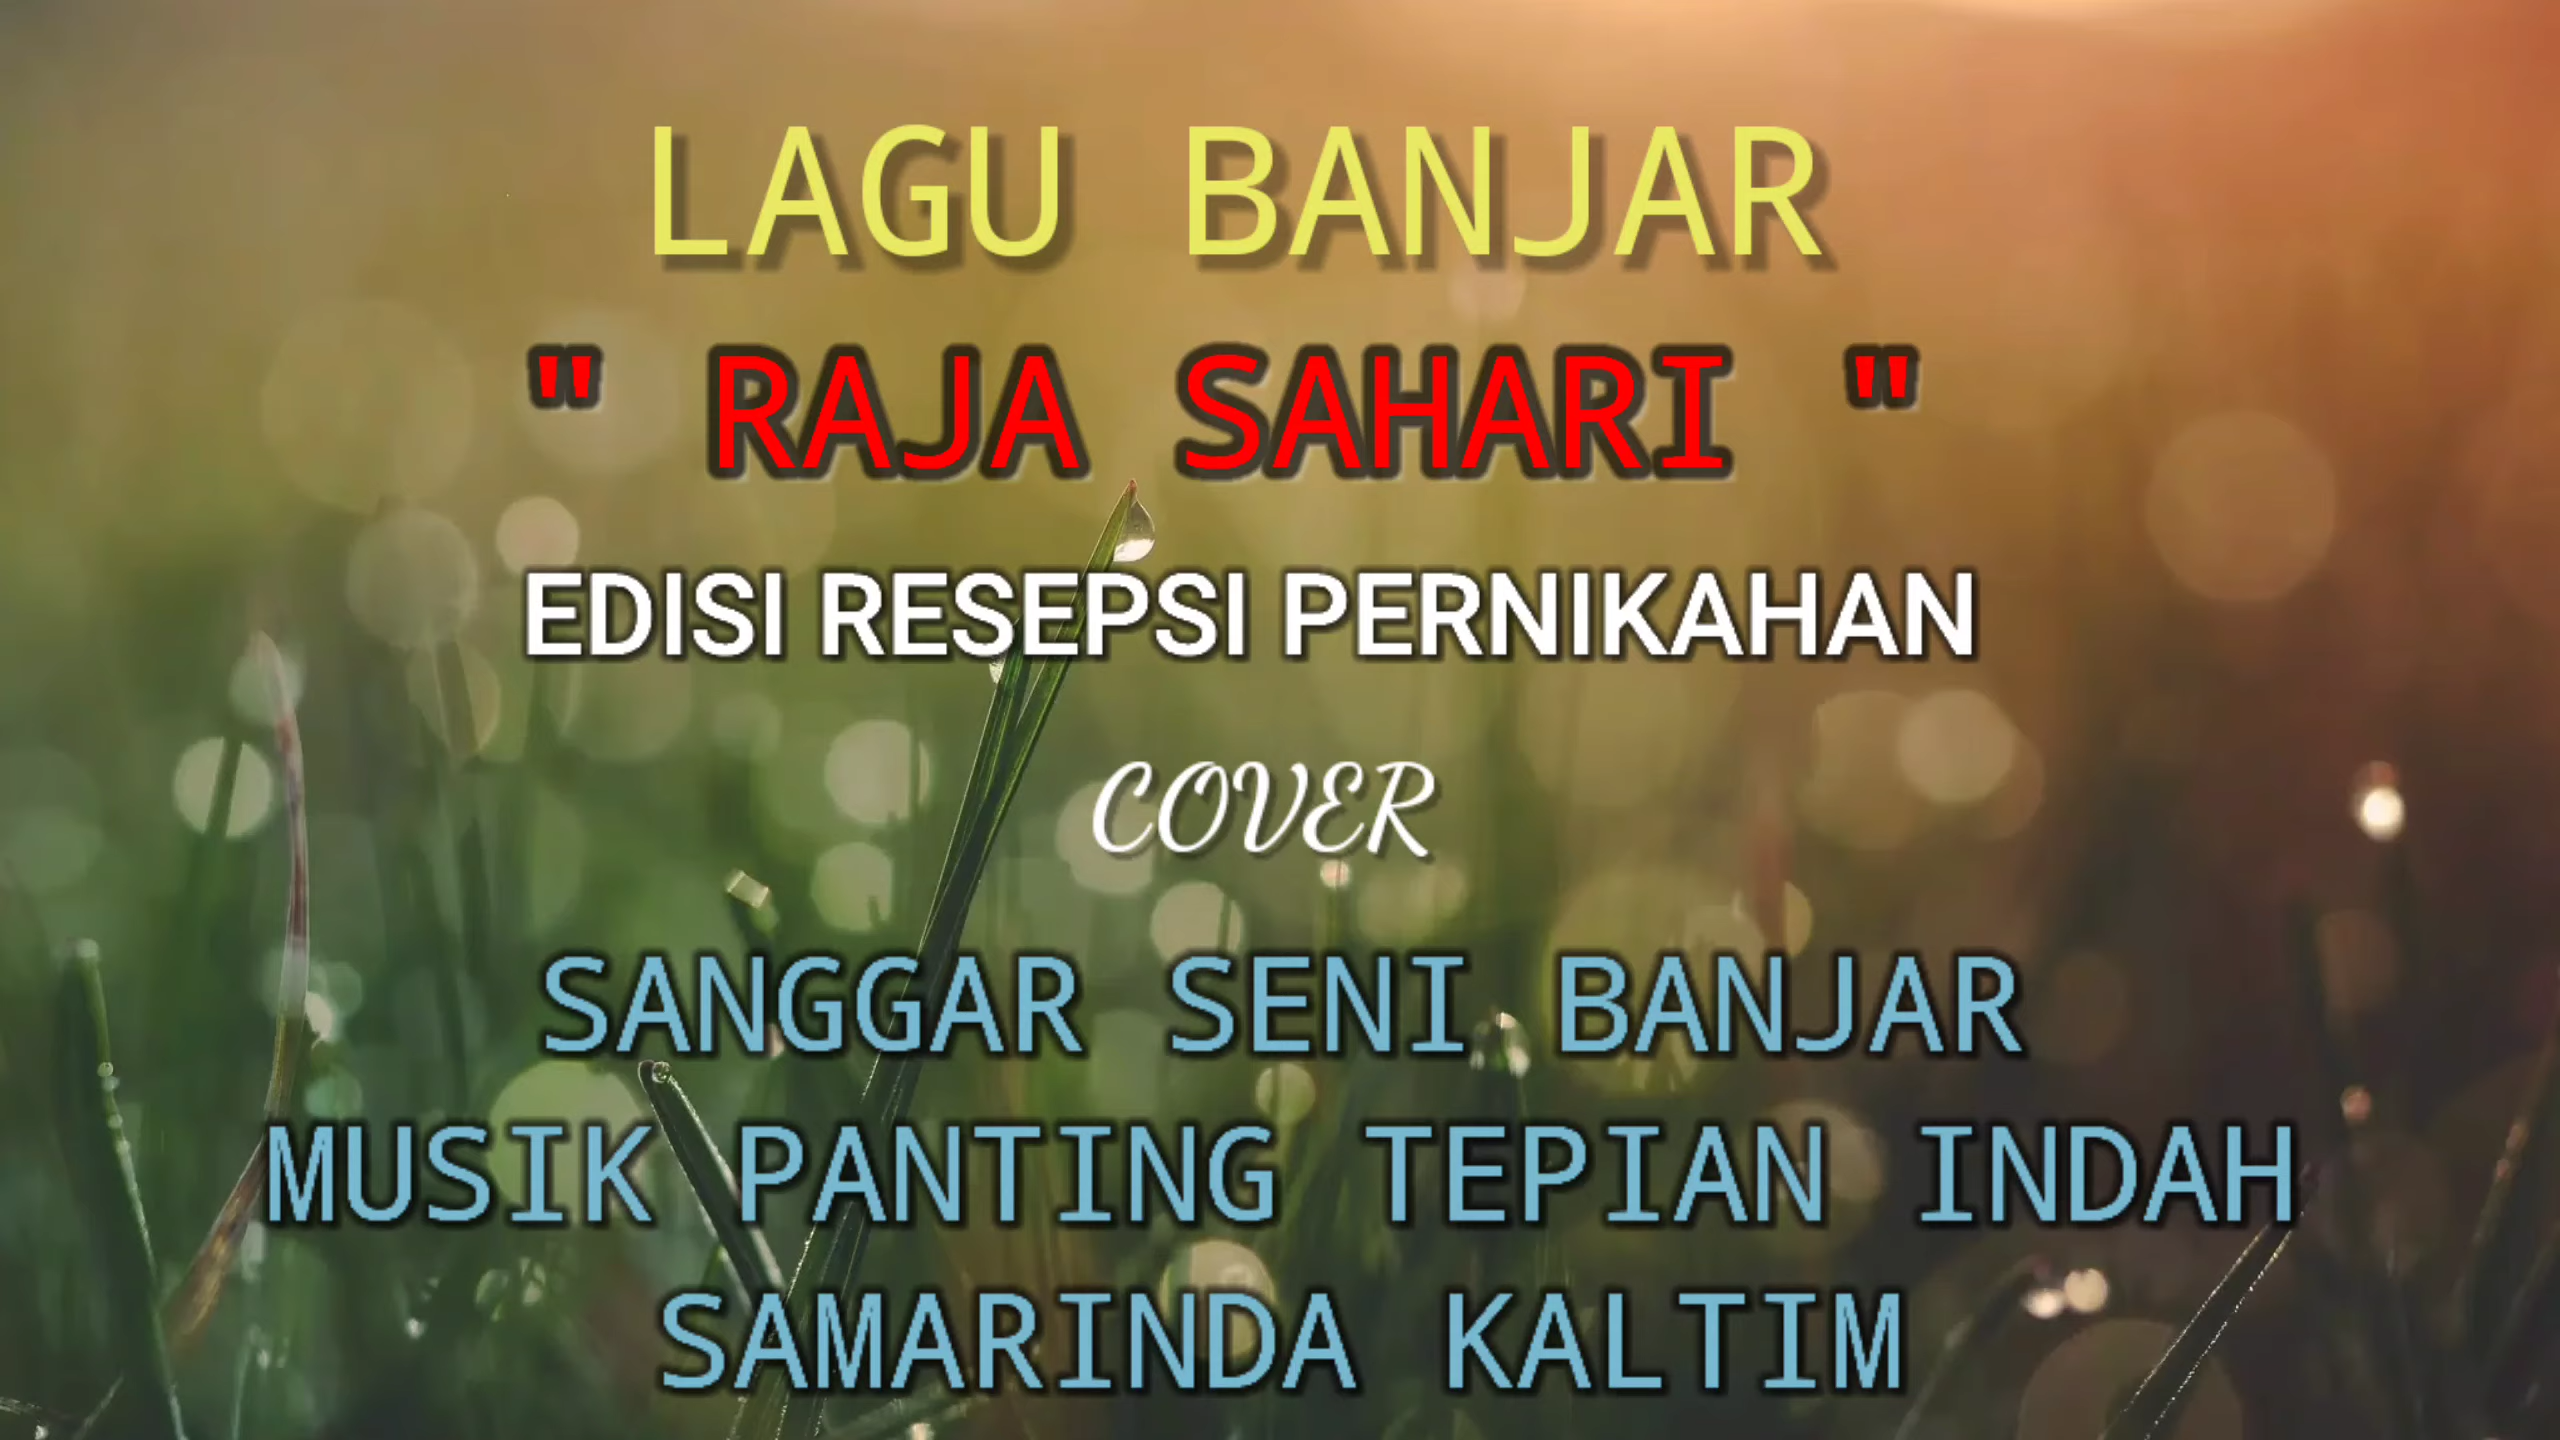 LAGU BANJAR
" RAJA SAHARI "
EDISI RESEPSI PERNIKAHAN
COVER
SANGGAR SENI BANJAR
MUSIK PANTING TEPIAN INDAH
SAMARINDA KALTIM